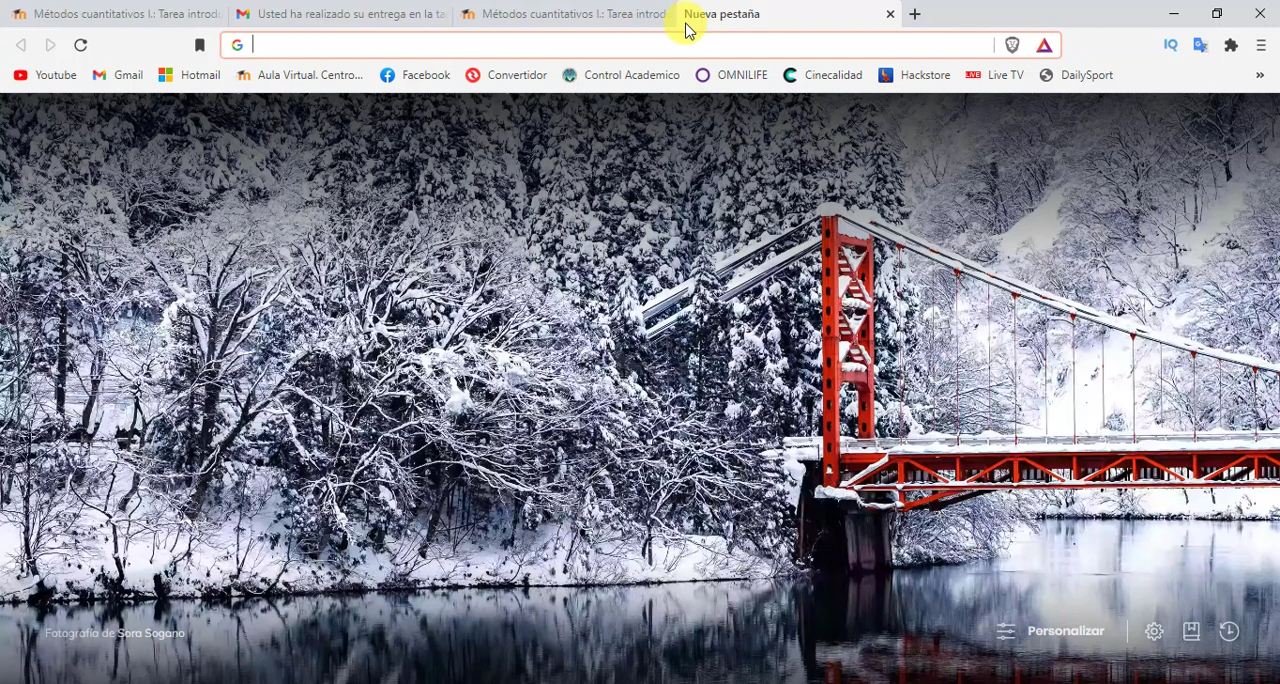 Métodos cuantitativos I.: Tarea introdu
Usted ha realizado su entrega en la ta
Métodos cuantitativos I.: Tarea introd
Nueva pestaña
G
IQ
Youtube
Gmail
Hotmail
Aula Virtual. Centro...
Facebook
Convertidor
Control Academico
OMNILIFE
Cinecalidad
Hackstore
LIVE Live TV
DailySport
»
Fotografía de Sora Sogano
Personalizar